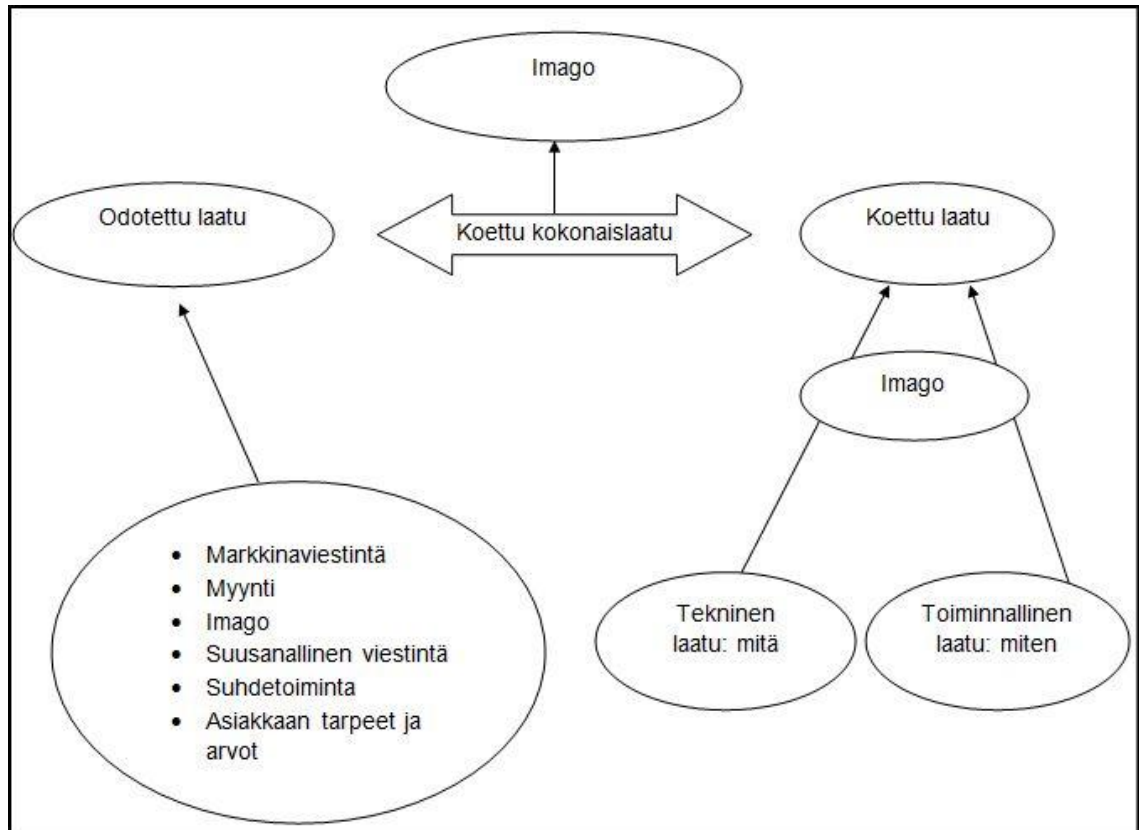 Imago
Odotettu laatu
Koettu kokonaislaatu
Koettu laatu
Imago
• Markkinaviestintä
• Myynti
• Imago
• Suusanallinen viestintä
• Suhdetoiminta
• Asiakkaan tarpeet ja
arvot
Tekninen
laatu: mitä
Toiminnallinen
laatu: miten